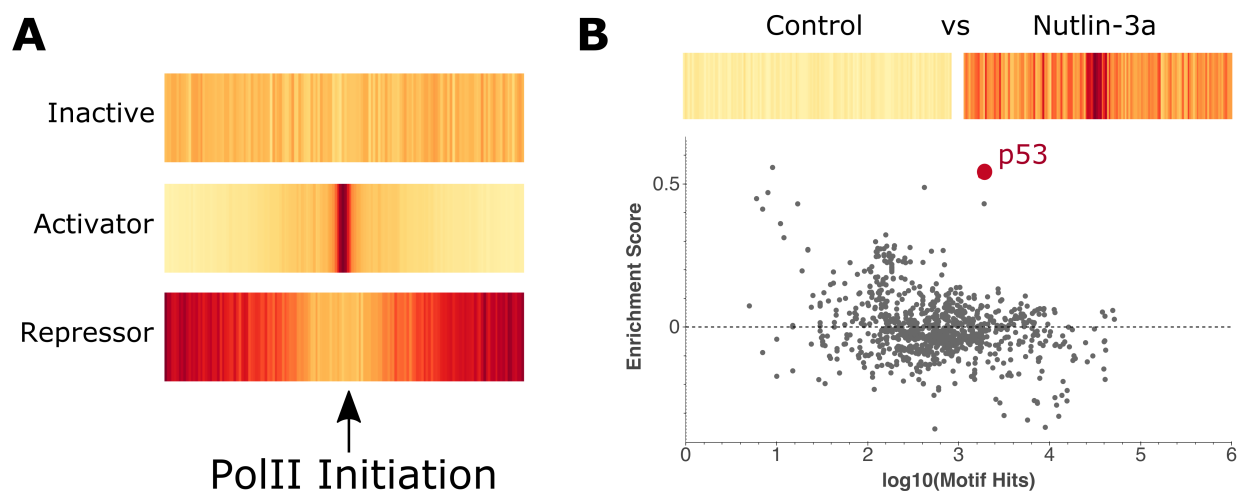 A
Inactive
Activator
Repressor
PolII Initiation
B
Control vs Nutlin-3a
p53
Enrichment Score
0.5
0
0 1 2 3 4 5 6
log10(Motif Hits)